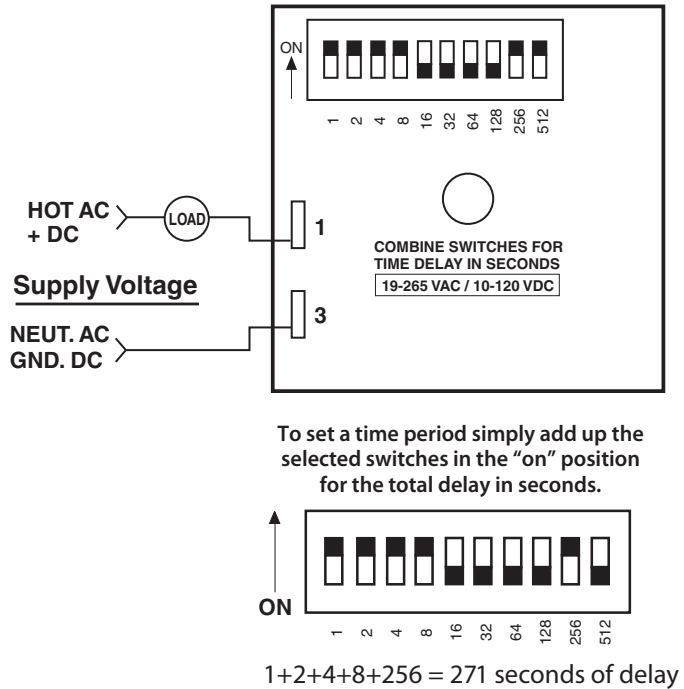 ON
1 2 4 8 16 32 64 128 256 512
HOT AC
+ DC
LOAD
1
COMBINE SWITCHES FOR
TIME DELAY IN SECONDS
19-265 VAC / 10-120 VDC
Supply Voltage
3
NEUT. AC
GND. DC
To set a time period simply add up the
selected switches in the “on” position
for the total delay in seconds.
ON
1 2 4 8 16 32 64 128 256 512
1+2+4+8+256 = 271 seconds of delay